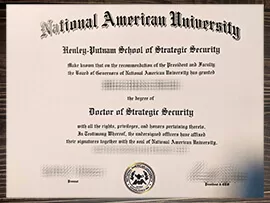 National American University
Henley-Putnam School of Strategic Security
Make known that on the recommendation of the President and Faculty
the Board of Governors of National American University has granted
the degree of
Doctor of Strategic Security
with all the rights, privileges, and honors pertaining thereto.
In Testimony Whereof, the undersigned officers have affixed
their signatures together with the seal of National American University.
President & CEO